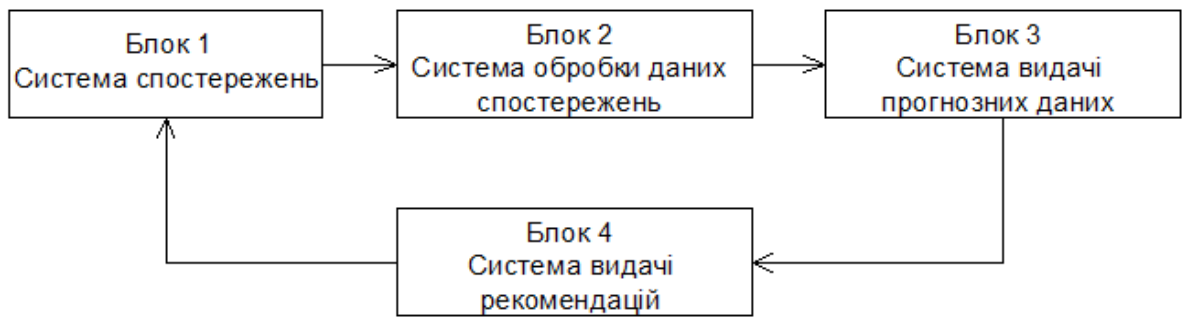 Блок 1
Система спостережень
Блок 2
Система обробки даних
спостережень
Блок 3
Система видачі
прогнозних даних
Блок 4
Система видачі
рекомендацій